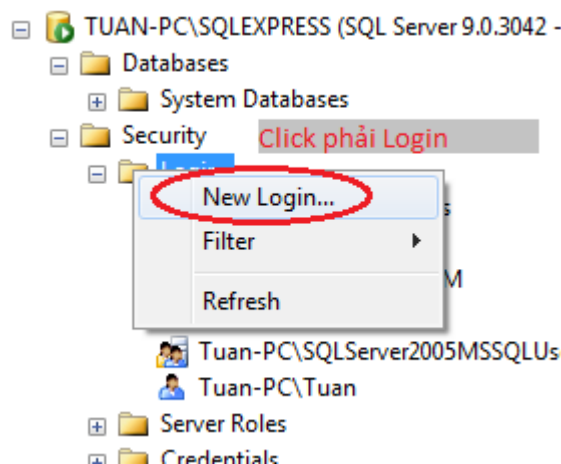 TUAN-PC\SQLEXPRESS (SQL Server 9.0.3042 -
Databases
System Databases
Security
Click phải Login
New Login...
Filter
Refresh
Tuan-PC\SQLServer2005MSSQLUs
Tuan-PC\Tuan
Server Roles
Credentials